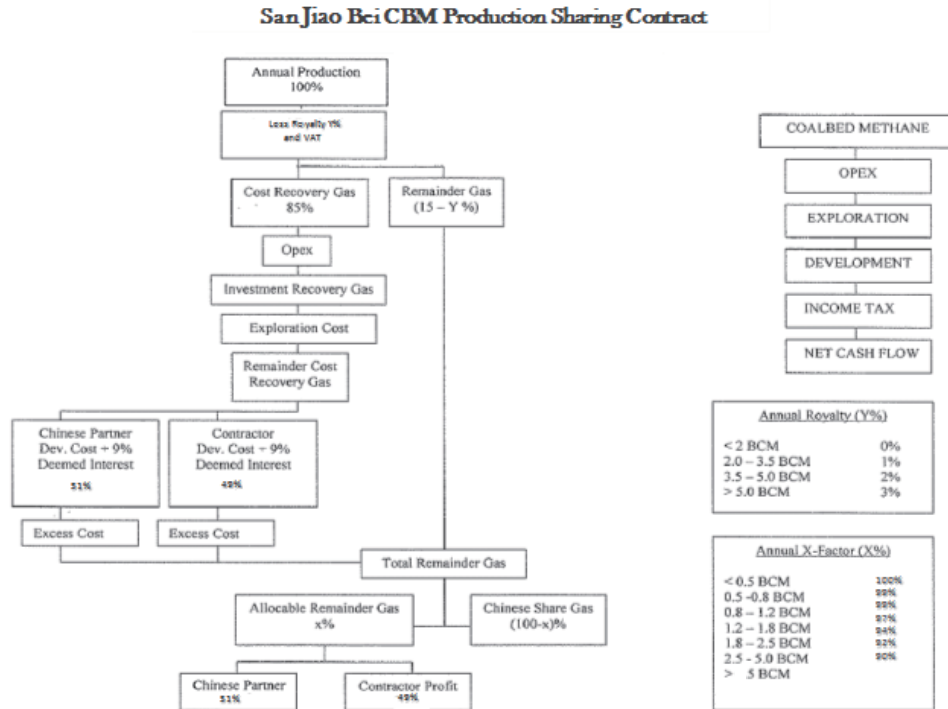 San Jiao Bei CBM Production Sharing Contract
Annual Production
100%
Less Royalty Y%
and VAT
Cost Recovery Gas
85%
Remainder Gas
(15 – Y %)
Opex
Investment Recovery Gas
Exploration Cost
Remainder Cost
Recovery Gas
Chinese Partner
Dev. Cost + 9%
Deemed Interest
51%
Contractor
Dev. Cost + 9%
Deemed Interest
49%
Excess Cost
Excess Cost
Total Remainder Gas
Allocable Remainder Gas
x%
Chinese Share Gas
(100-x)%
Chinese Partner
51%
Contractor Profit
49%
COALBED METHANE
OPEX
EXPLORATION
DEVELOPMENT
INCOME TAX
NET CASH FLOW
Annual Royalty (Y%)
< 2 BCM 0%
2.0 – 3.5 BCM 1%
3.5 – 5.0 BCM 2%
> 5.0 BCM 3%
Annual X-Factor (X%)
< 0.5 BCM 100%
0.5 -0.8 BCM
0.8 – 1.2 BCM
1.2 – 1.8 BCM
1.8 – 2.5 BCM
2.5 - 5.0 BCM
> 5 BCM